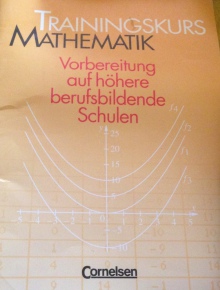 TRAININGSKURS
MATHEMATIK
Vorbereitung
auf höhere
berufsbildende
Schulen
Cornelsen